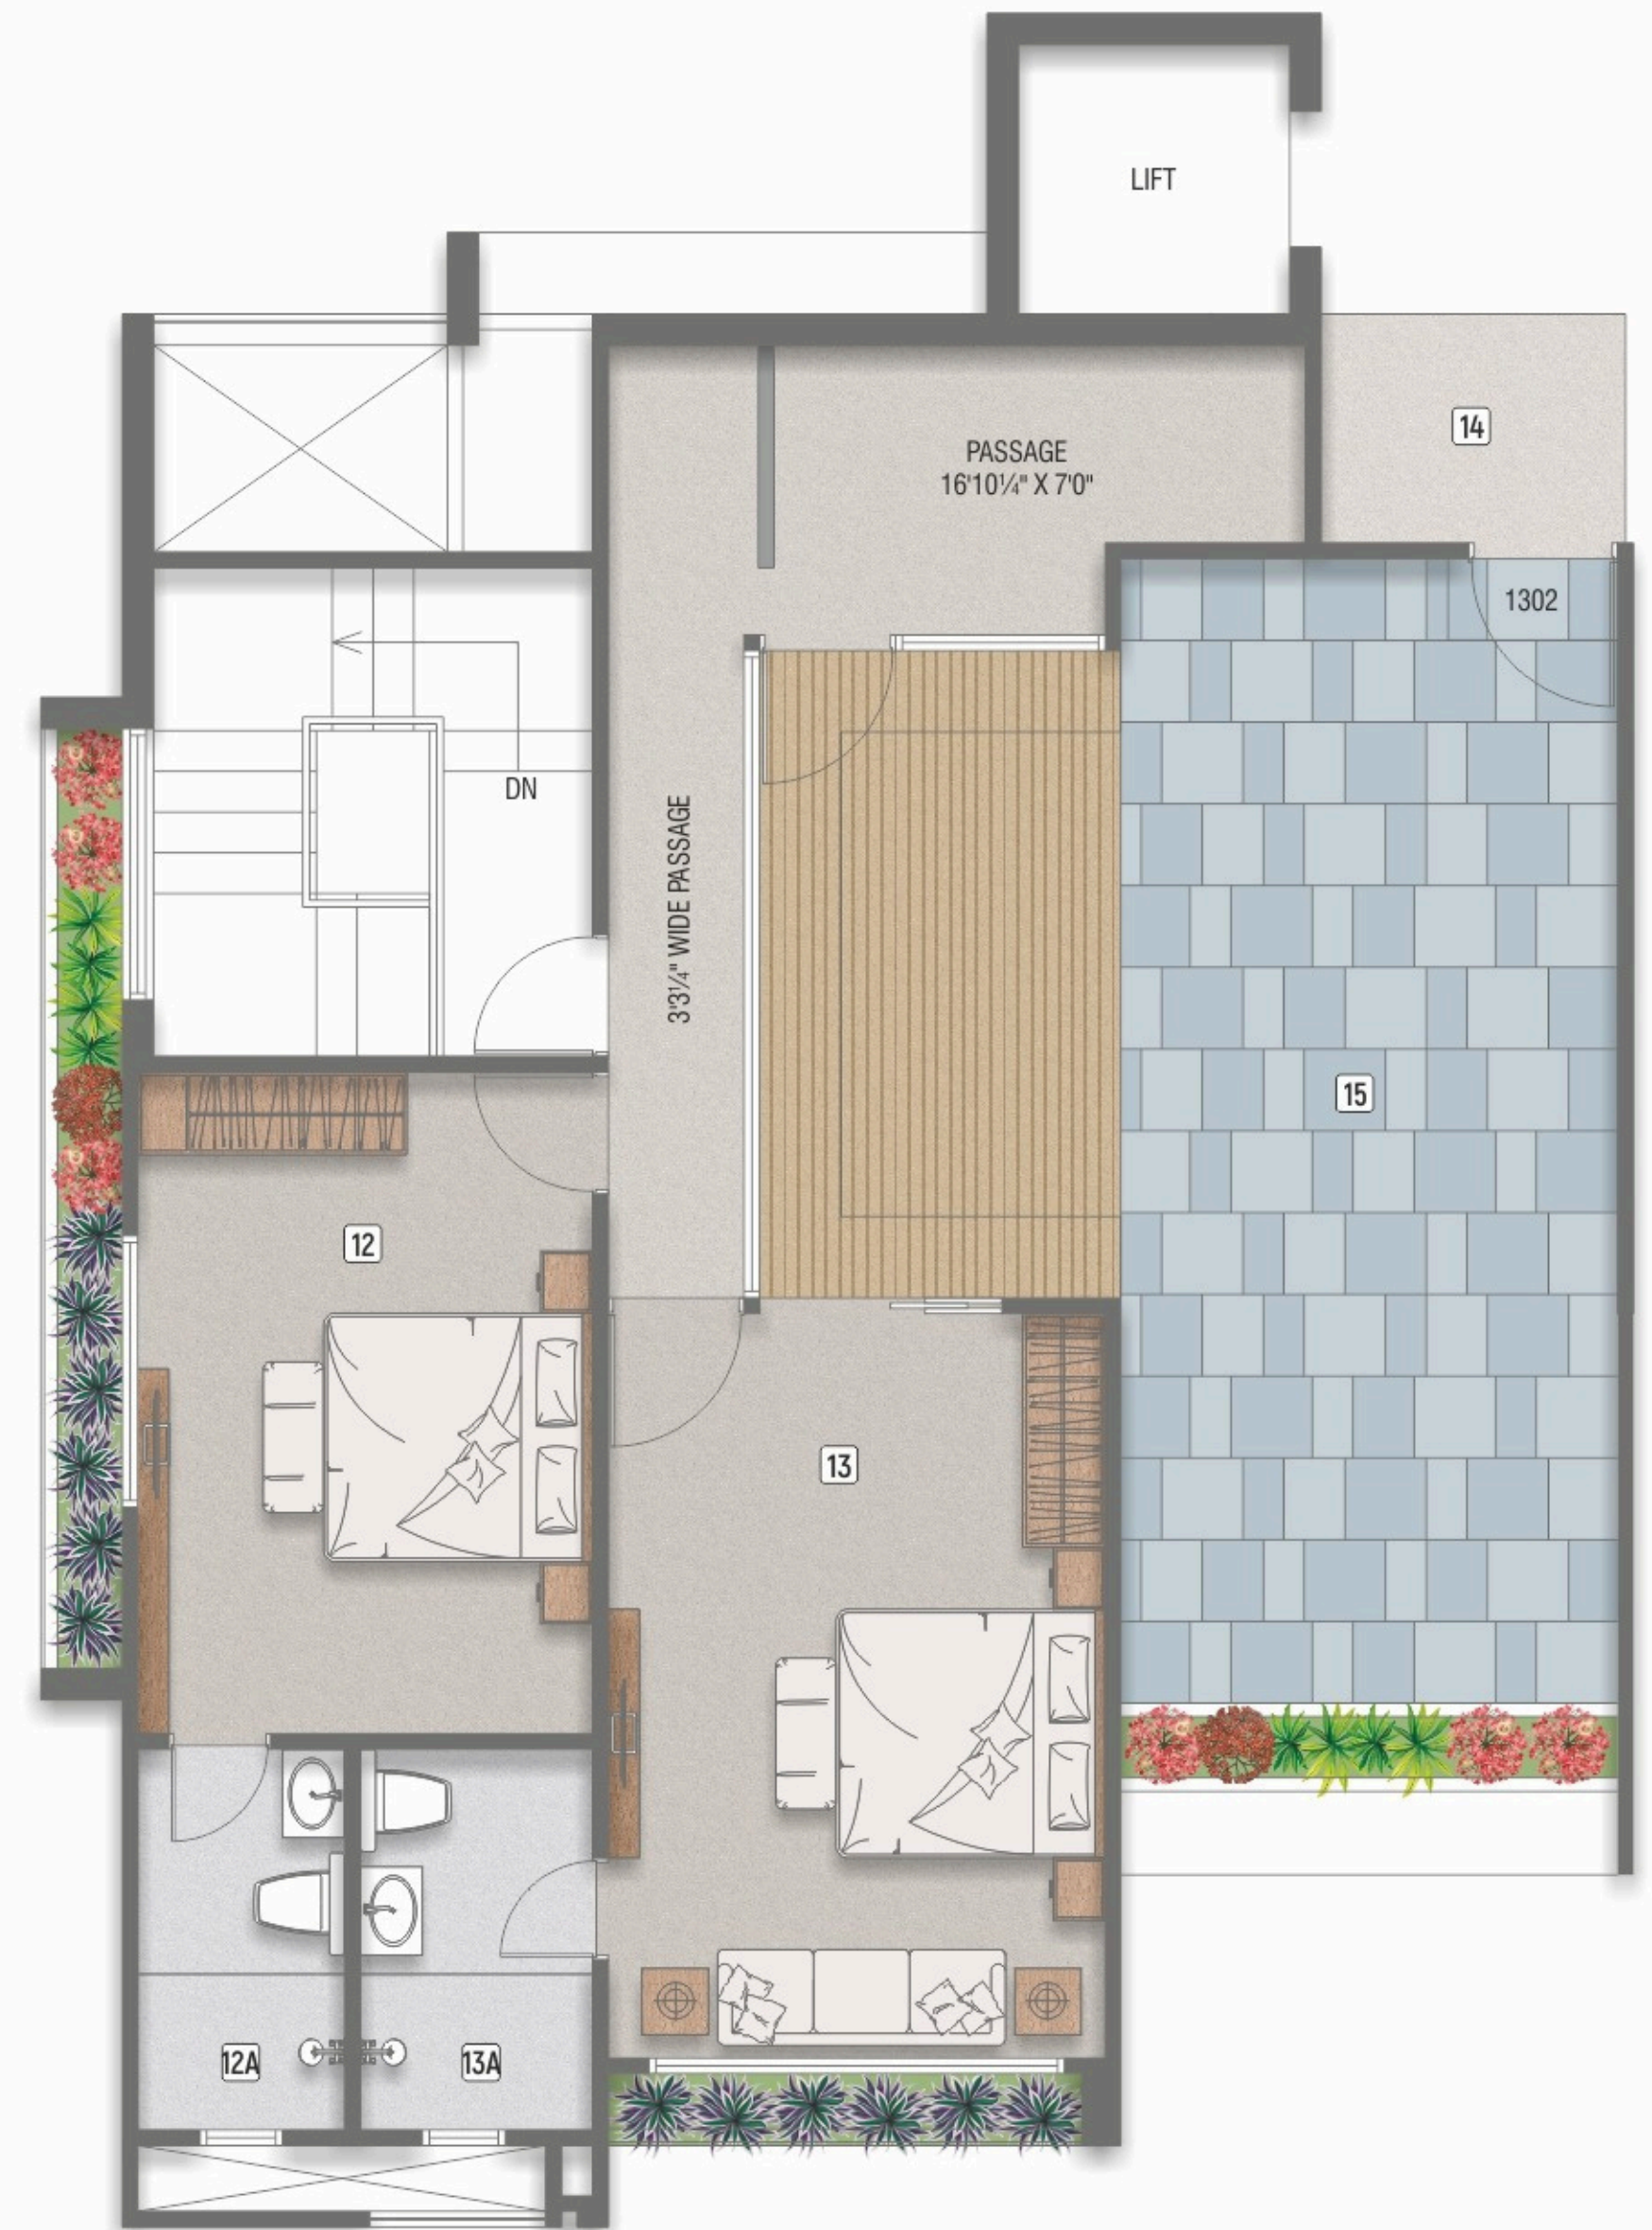 LIFT
14
PASSAGE
16'10¼" X 7'0"
1302
DN
3'3¼" WIDE PASSAGE
15
12
13
12A
13A